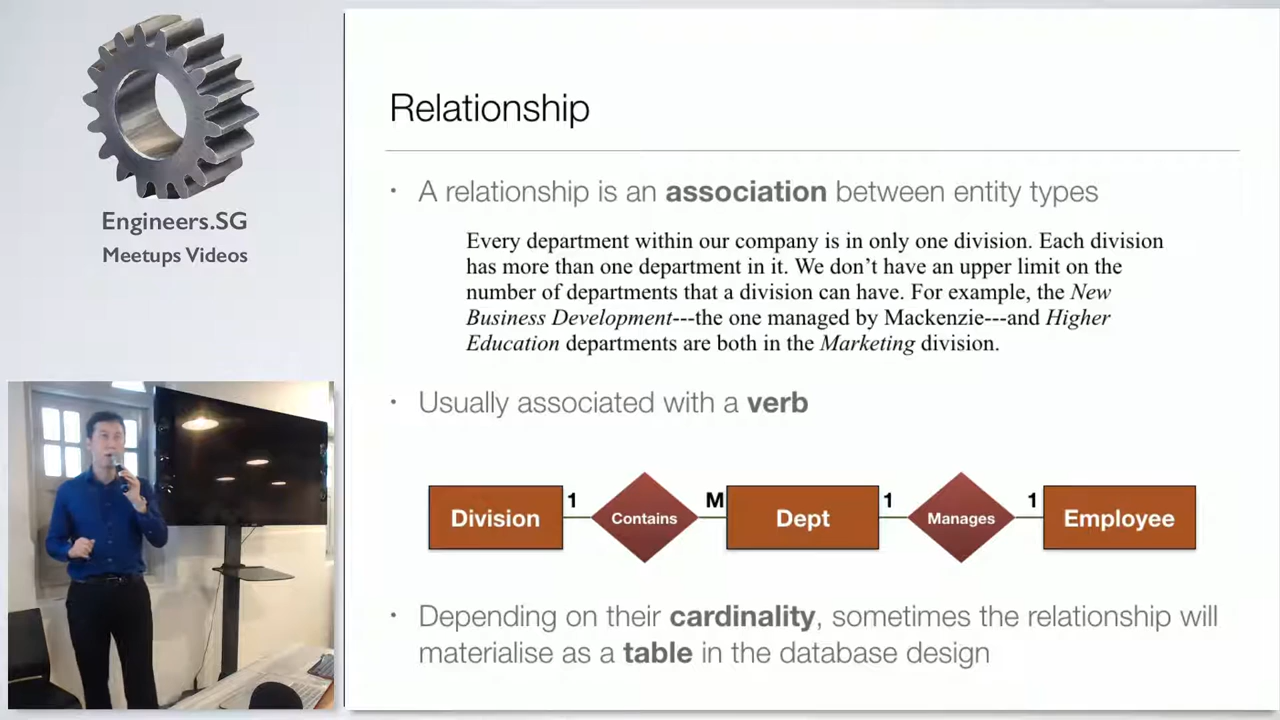 Engineers.SG
Meetups Videos
Relationship
• A relationship is an association between entity types
Every department within our company is in only one division. Each division
has more than one department in it. We don't have an upper limit on the
number of departments that a division can have. For example, the New
Business Development---the one managed by Mackenzie---and Higher
Education departments are both in the Marketing division.
• Usually associated with a verb
Division 1 Contains M Dept 1 Manages 1 Employee
• Depending on their cardinality, sometimes the relationship will
materialise as a table in the database design